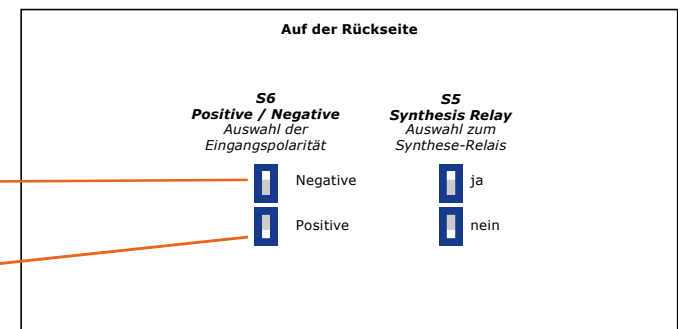 Auf der Rückseite
S6
Positive / Negative
Auswahl der
Eingangspolarität
Negative
Positive
S5
Synthesis Relay
Auswahl zum
Synthese-Relais
ja
nein